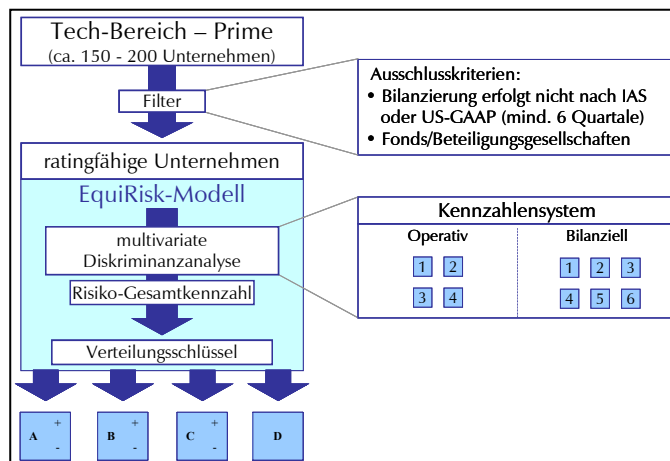 Tech-Bereich – Prime
(ca. 150 - 200 Unternehmen)
Filter
Ausschlusskriterien:
• Bilanzierung erfolgt nicht nach IAS
oder US-GAAP (mind. 6 Quartale)
• Fonds/Beteiligungsgesellschaften
ratingfähige Unternehmen
EquiRisk-Modell
multivariate
Diskriminanzanalyse
Risiko-Gesamtkennzahl
Verteilungsschlüssel
Kennzahlensystem
Operativ
Bilanziell
1 2
1 2 3
3 4
4 5 6
A + -
B + -
C + -
D